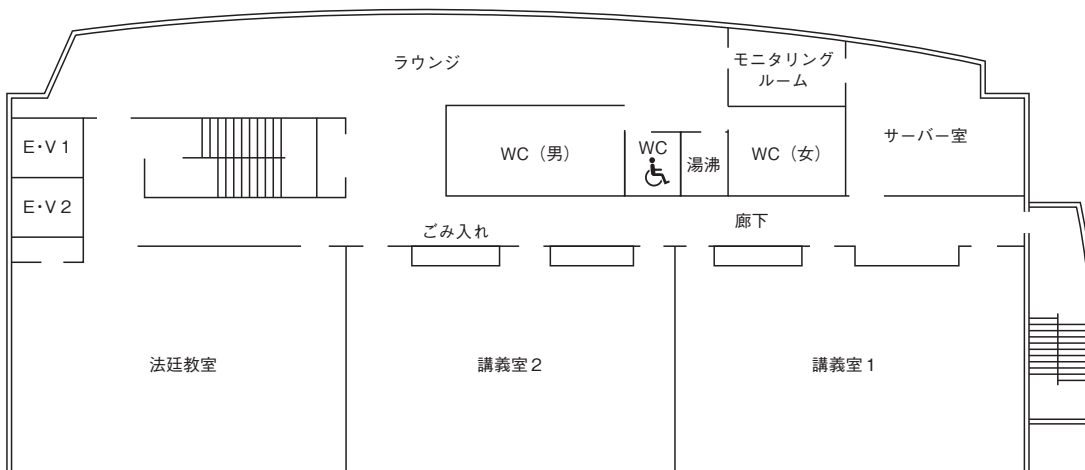 ラウンジ
モニタリング
ルーム
E・V 1
E・V 2
WC（男）
WC
湯沸
WC（女）
サーバー室
ごみ入れ
廊下
法廷教室
講義室２
講義室１